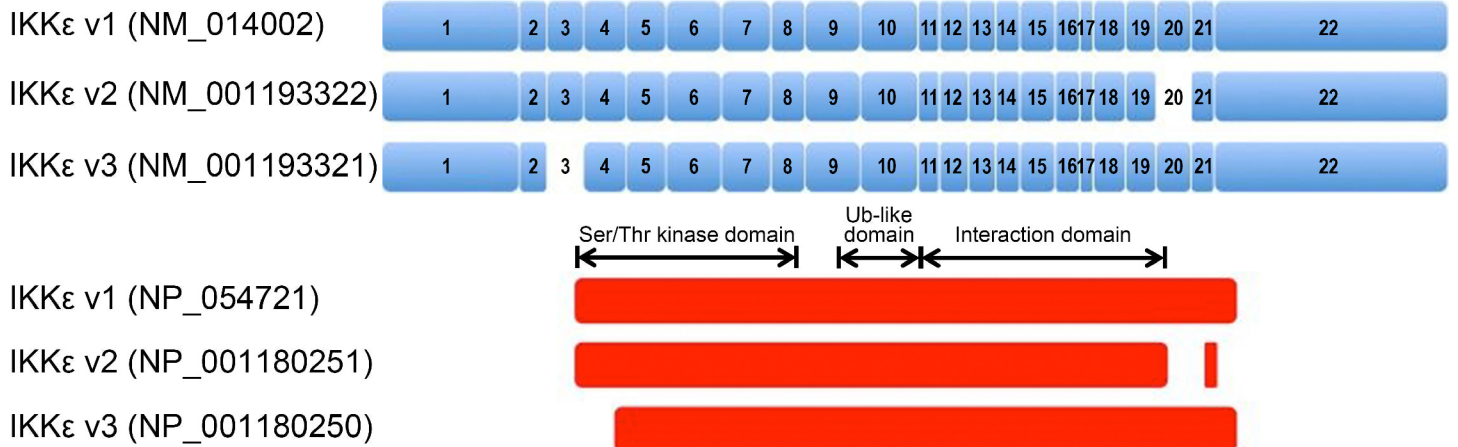 IKKε v1 (NM_014002) 1 2 3 4 5 6 7 8 9 10 11 12 13 14 15 16 17 18 19 20 21 22
IKKε v2 (NM_001193322) 1 2 3 4 5 6 7 8 9 10 11 12 13 14 15 16 17 18 19 20 21 22
IKKε v3 (NM_001193321) 1 2 3 4 5 6 7 8 9 10 11 12 13 14 15 16 17 18 19 20 21 22
Ser/Thr kinase domain
Ub-like
domain
Interaction domain
IKKε v1 (NP_054721)
IKKε v2 (NP_001180251)
IKKε v3 (NP_001180250)